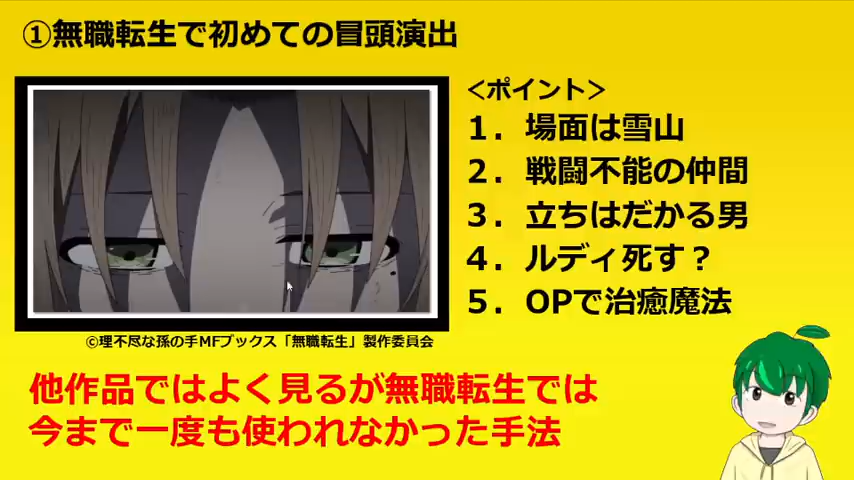 ①無職転生で初めての冒頭演出
<ポイント>
1．場面は雪山
2．戦闘不能の仲間
3．立ちはだかる男
4．ルディ死す？
5．OPで治癒魔法
©理不尽な孫の手MFブックス「無職転生」製作委員会
他作品ではよく見るが無職転生では
今まで一度も使われなかった手法